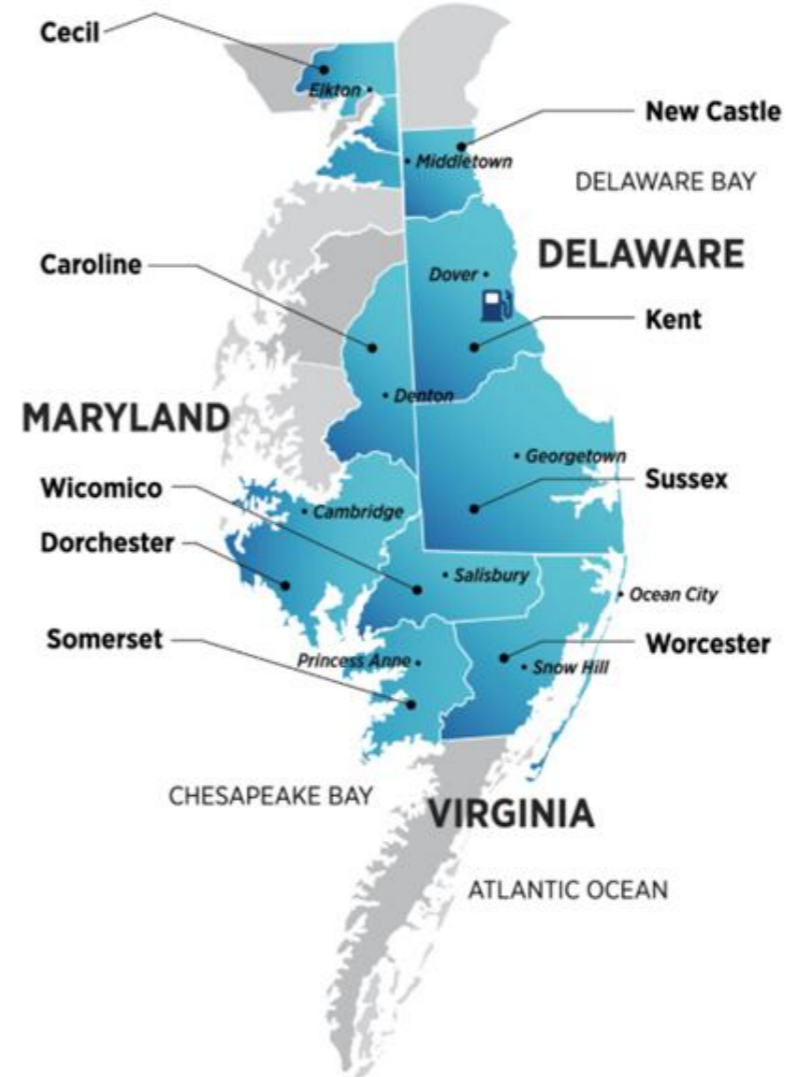 Cecil
Elkton
New Castle
Middletown
DELAWARE BAY
DELAWARE
Caroline
Dover
Kent
Denton
MARYLAND
Georgetown
Sussex
Wicomico
Cambridge
Dorchester
Salisbury
Ocean City
Somerset
Princess Anne
Worcester
Snow Hill
CHESAPEAKE BAY
VIRGINIA
ATLANTIC OCEAN